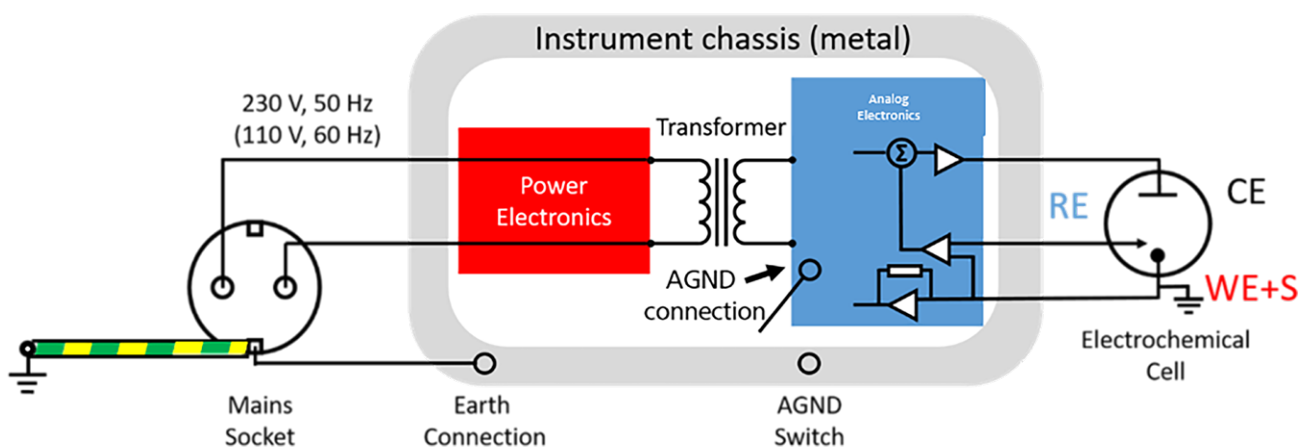 Instrument chassis (metal)
230 V, 50 Hz
(110 V, 60 Hz)
Transformer
Analog
Electronics
Σ
Power
Electronics
RE
CE
AGND
connection
WE+S
Electrochemical
Cell
Mains
Socket
Earth
Connection
AGND
Switch